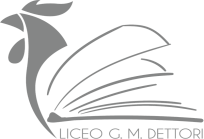 LICEO G. M. DETTORI